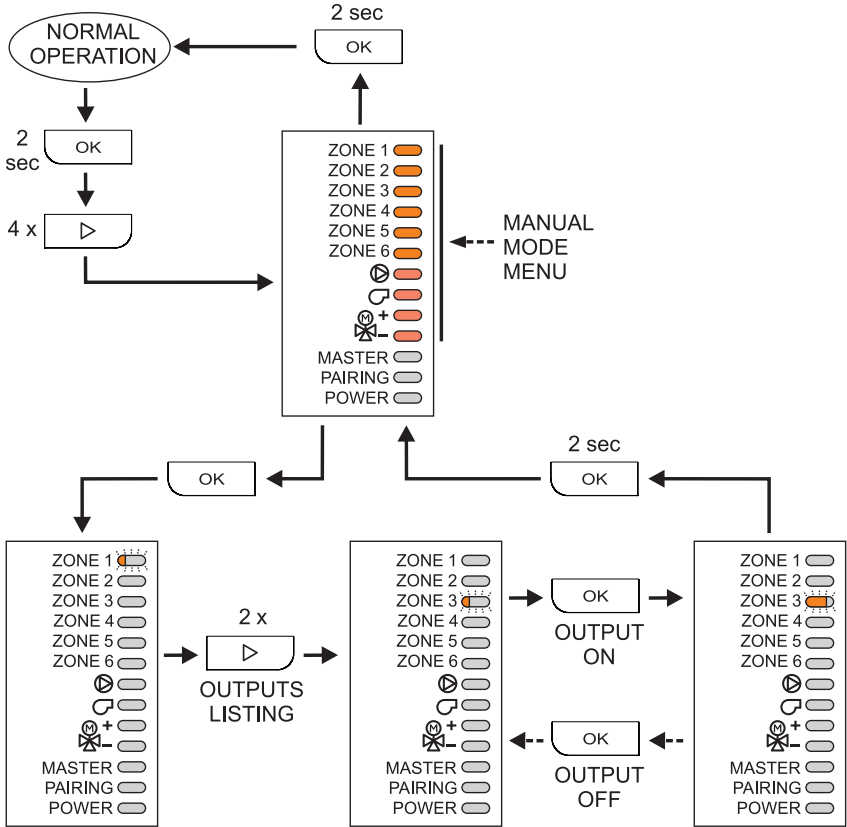 2 sec
OK
NORMAL
OPERATION
2
sec
OK
4 x
ZONE 1
ZONE 2
ZONE 3
ZONE 4
ZONE 5
ZONE 6
M
+
–
MASTER
PAIRING
POWER
MANUAL
MODE
MENU
OK
2 sec
OK
ZONE 1
ZONE 2
ZONE 3
ZONE 4
ZONE 5
ZONE 6
M
+
–
MASTER
PAIRING
POWER
2 x
OUTPUTS
LISTING
ZONE 1
ZONE 2
ZONE 3
ZONE 4
ZONE 5
ZONE 6
M
+
–
MASTER
PAIRING
POWER
OK
OUTPUT
ON
OK
OUTPUT
OFF
ZONE 1
ZONE 2
ZONE 3
ZONE 4
ZONE 5
ZONE 6
M
+
–
MASTER
PAIRING
POWER